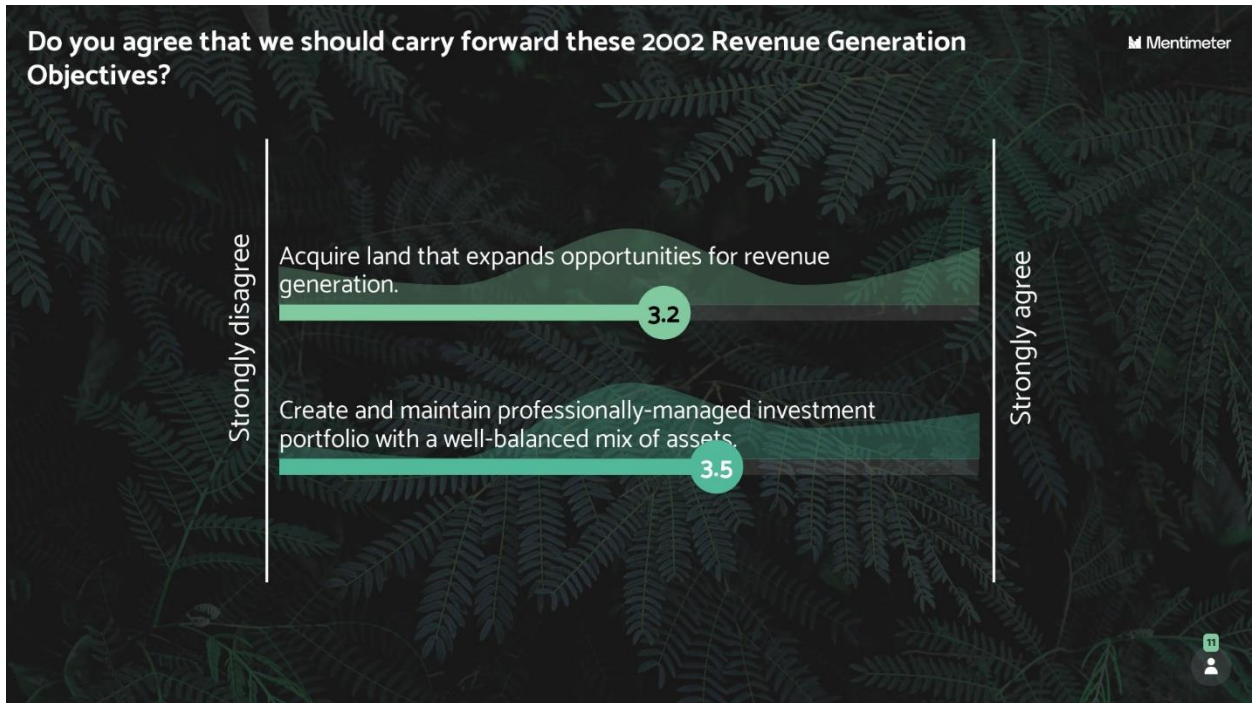 Do you agree that we should carry forward these 2002 Revenue Generation
Objectives?
Mentimeter
Strongly disagree
Acquire land that expands opportunities for revenue
generation.
3.2
Create and maintain professionally-managed investment
portfolio with a well-balanced mix of assets.
3.5
Strongly agree
11